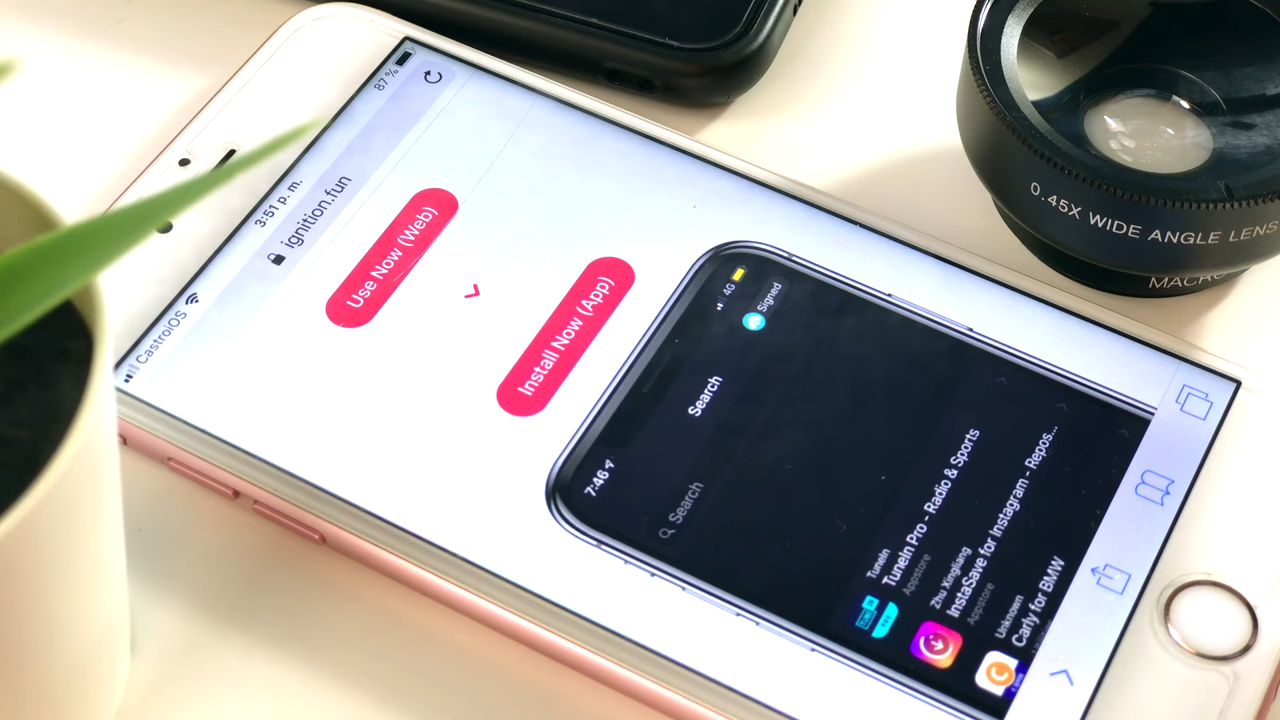 CastroiOS
3:51 p. m.
87 %
ignition.fun
Use Now (Web)
Install Now (App)
7:46
4G
Signed
Search
Search
TuneIn
TuneIn Pro - Radio & Sports
Appstore
Zhu Xingliang
InstaSave for Instagram - Repos...
Appstore
Unknown
Carly for BMW
0.45X WIDE ANGLE LENS
MACRO